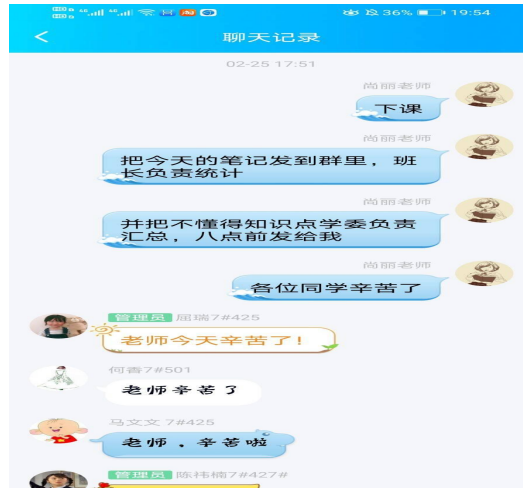 36% 19:54
聊天记录
02-25 17:51
尚丽老师
下课
尚丽老师
把今天的笔记发到群里，班
长负责统计
尚丽老师
并把不懂得知识点学委负责
汇总，八点前发给我
尚丽老师
各位同学辛苦了
管理员 屈瑞7#425
老师今天辛苦了!
何香7#501
老师辛苦了
马文文 7#425
老师，辛苦啦
管理员 陈祎楠7#427#